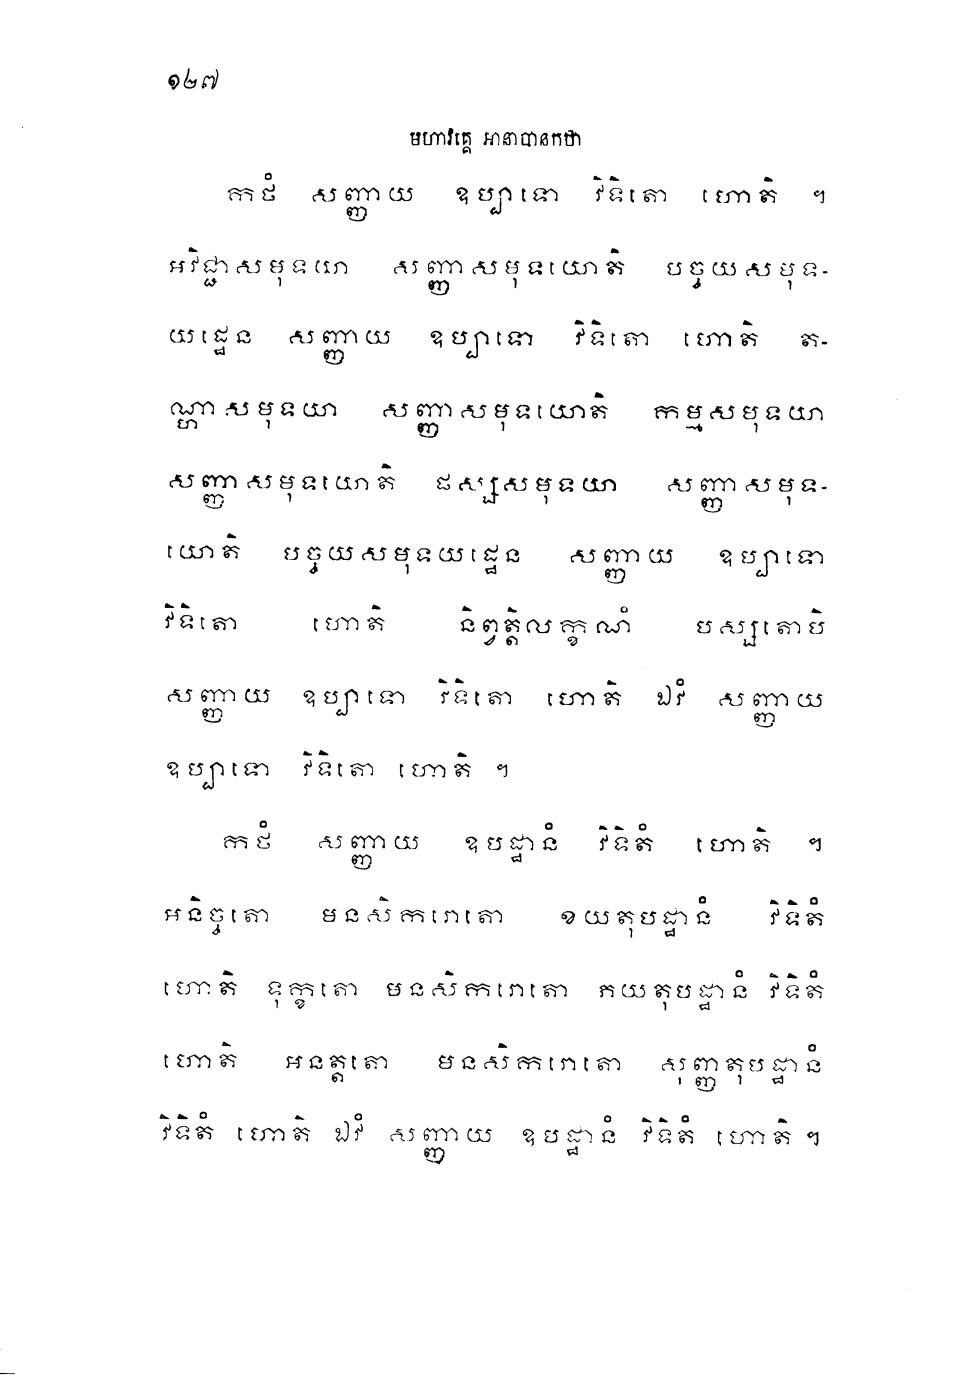 ១២៧
មហាវគ្គេ អានាបានកថា
កថំ សញ្ញាយ ឧប្បាទោ វិទិតោ ហោតិ ។
អវិជ្ជាសមុទយោ សញ្ញាសមុទយោតិ បច្ចយសមុទ-
យដ្ឋេន សញ្ញាយ ឧប្បាទោ វិទិតោ ហោតិ ត-
ណ្ហាសមុទយា សញ្ញាសមុទយោតិ កម្មសមុទយា
សញ្ញាសមុទយោតិ ផស្សសមុទយា សញ្ញាសមុទ-
យោតិ បច្ចយសមុទយដ្ឋេន សញ្ញាយ ឧប្បាទោ
វិទិតោ ហោតិ និព្វត្តិលក្ខណំ បស្សតោបិ
សញ្ញាយ ឧប្បាទោ វិទិតោ ហោតិ ឯវំ សញ្ញាយ
ឧប្បាទោ វិទិតោ ហោតិ ។
កថំ សញ្ញាយ ឧបដ្ឋានំ វិទិតំ ហោតិ ។
អនិច្ចតោ មនសិករោតោ ខយតុបដ្ឋានំ វិទិតំ
ហោតិ ទុក្ខតោ មនសិករោតោ ភយតុបដ្ឋានំ វិទិតំ
ហោតិ អនត្តតោ មនសិករោតោ សុញ្ញតុបដ្ឋានំ
វិទិតំ ហោតិ ឯវំ សញ្ញាយ ឧបដ្ឋានំ វិទិតំ ហោតិ ។